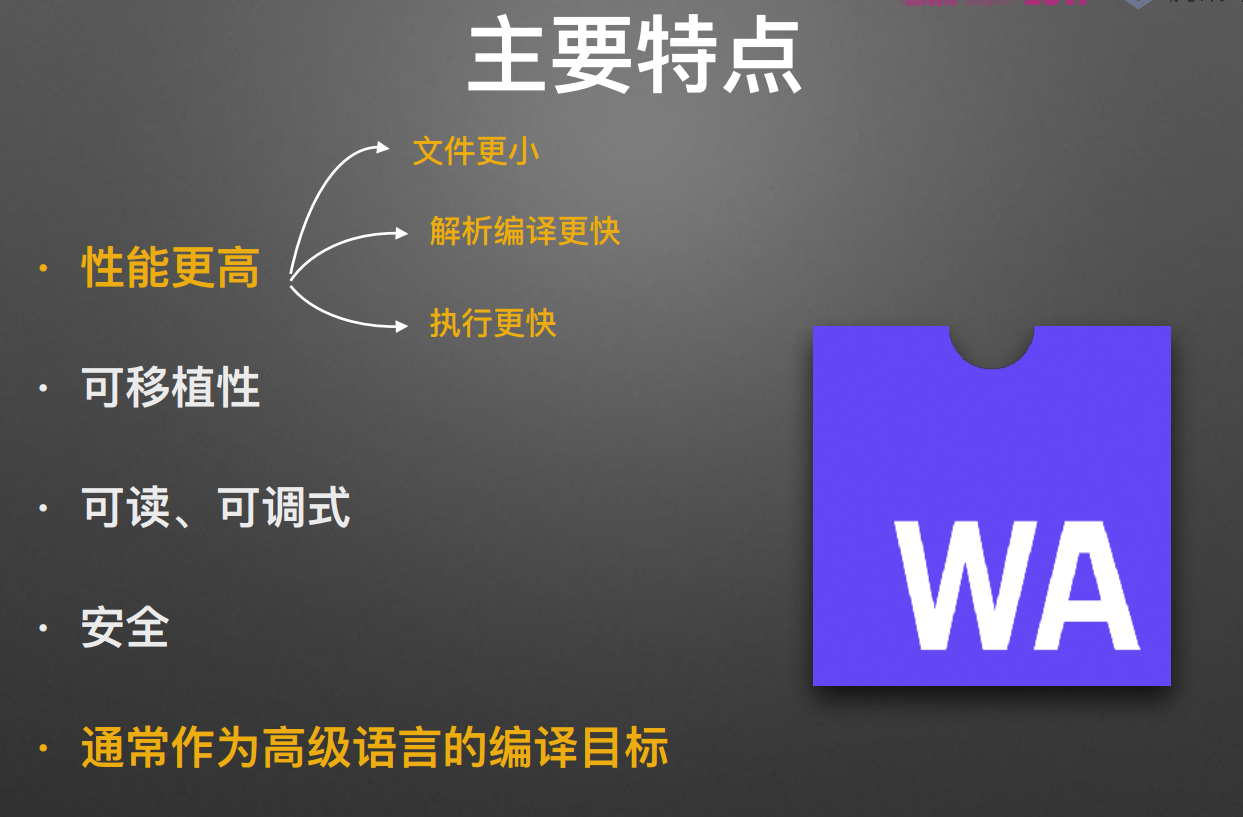 主要特点
文件更小
解析编译更快
· 性能更高
执行更快
· 可移植性
· 可读、可调式
· 安全
· 通常作为高级语言的编译目标
WA